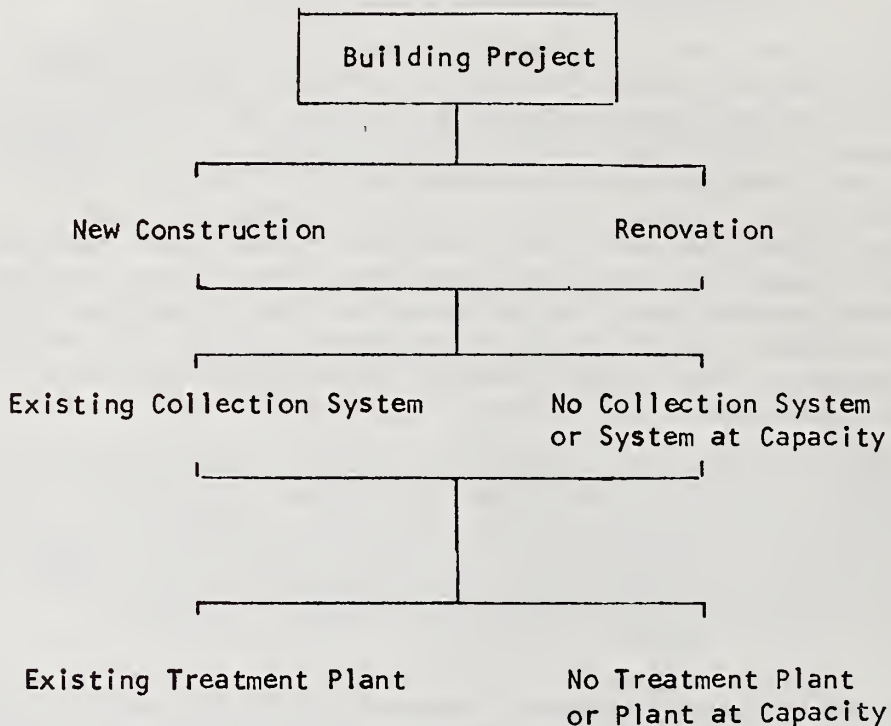 Building Project
New Construction
Renovation
Existing Collection System
No Collection System
or System at Capacity
Existing Treatment Plant
No Treatment Plant
or Plant at Capacity